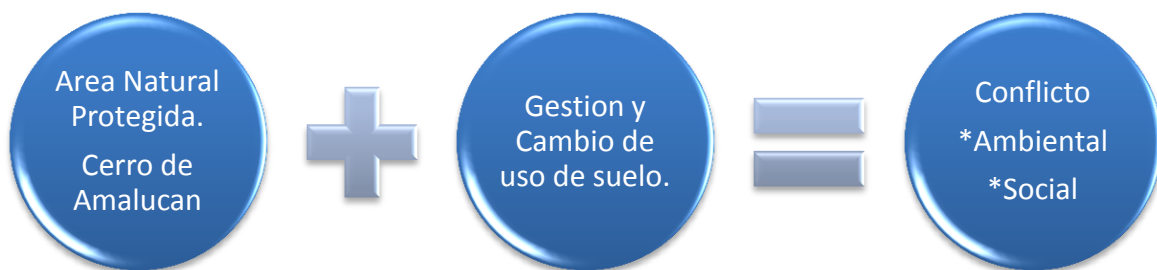 Area Natural
Protegida.
Cerro de
Amalucan
Gestion y
Cambio de
uso de suelo.
Conflicto
*Ambiental
*Social